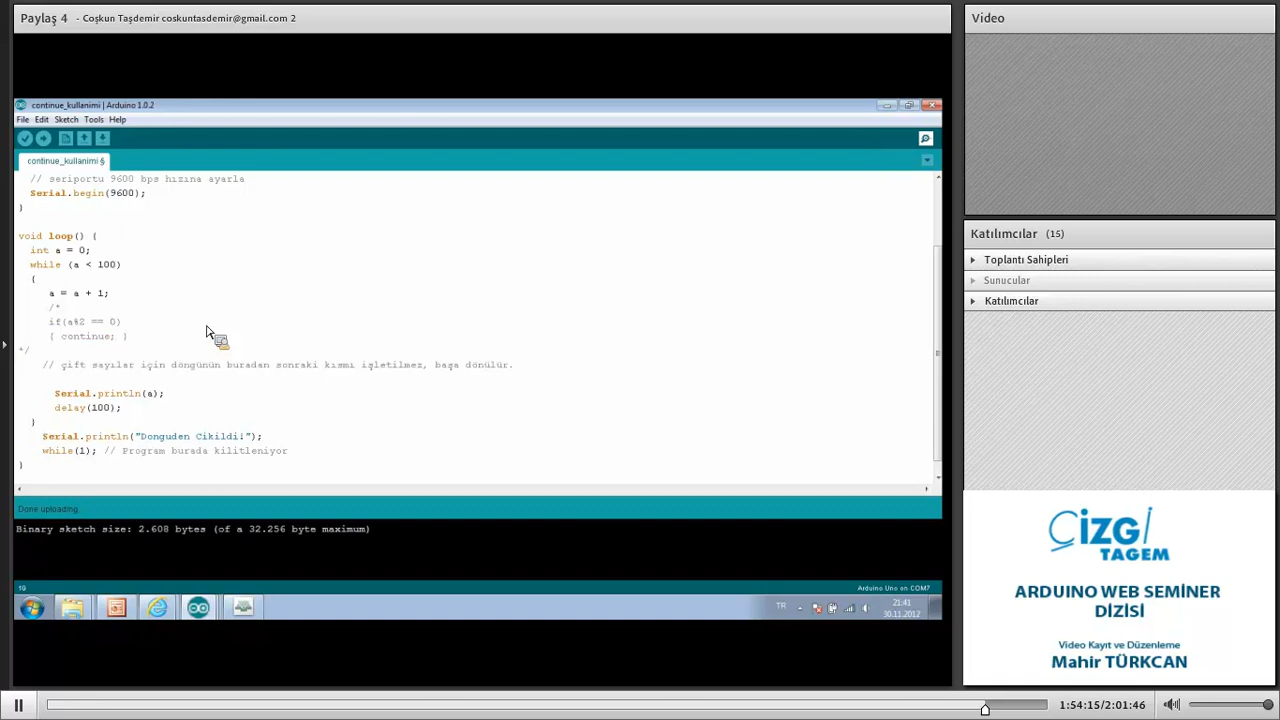 Paylaş 4 - Coşkun Taşdemir coskuntasdemir@gmail.com 2
continue_kullanimi | Arduino 1.0.2
File Edit Sketch Tools Help
continue_kullanimi §
// seriportu 9600 bps hızına ayarla
Serial.begin(9600);
}
void loop() {
int a = 0;
while (a < 100)
{
a = a + 1;
/*
if(a%2 == 0)
{ continue; }
*/
// çift sayılar için döngünün buradan sonraki kısmı işletilmez, başa dönülür.
Serial.println(a);
delay(100);
}
Serial.println("Donguden Cikildi!");
while(1); // Program burada kilitleniyor
}
Done uploading.
Binary sketch size: 2.608 bytes (of a 32.256 byte maximum)
19
Arduino Uno on COM7
TR
21:41
30.11.2012
Video
Katılımcılar (15)
Toplantı Sahipleri
Sunucular
Katılımcılar
ÇİZGİ
TAGEM
ARDUINO WEB SEMİNER
DİZİSİ
Video Kayıt ve Düzenleme
Mahir TÜRKCAN
1:54:15/2:01:46